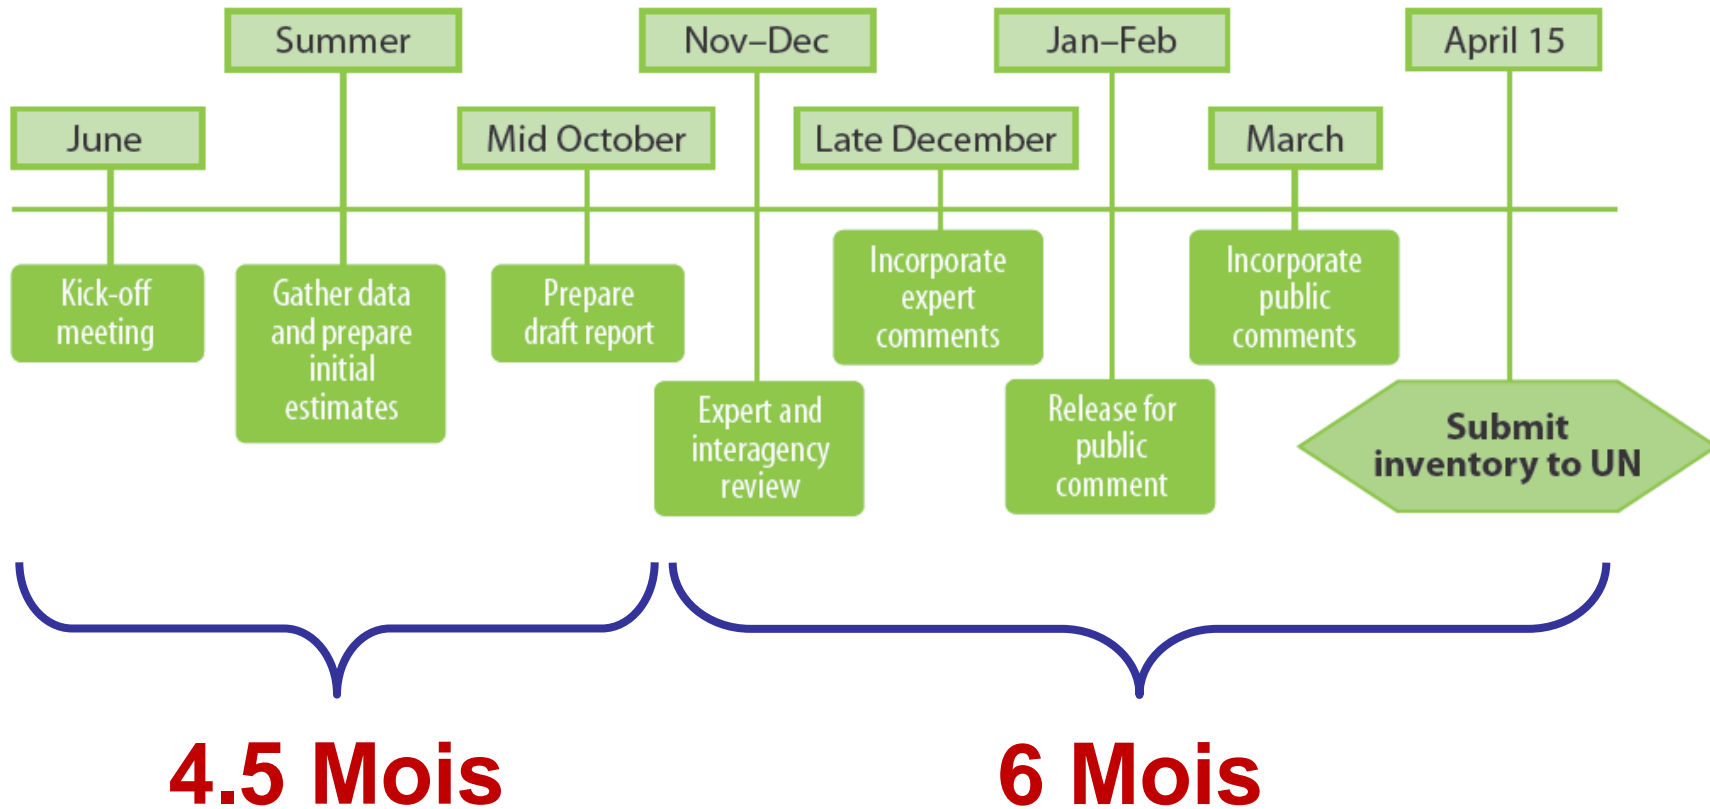 Summer
Nov–Dec
Jan–Feb
April 15
June
Mid October
Late December
March
Kick-off
meeting
Gather data
and prepare
initial
estimates
Prepare
draft report
Expert and
interagency
review
Incorporate
expert
comments
Release for
public
comment
Incorporate
public
comments
Submit
inventory to UN
4.5 Mois
6 Mois